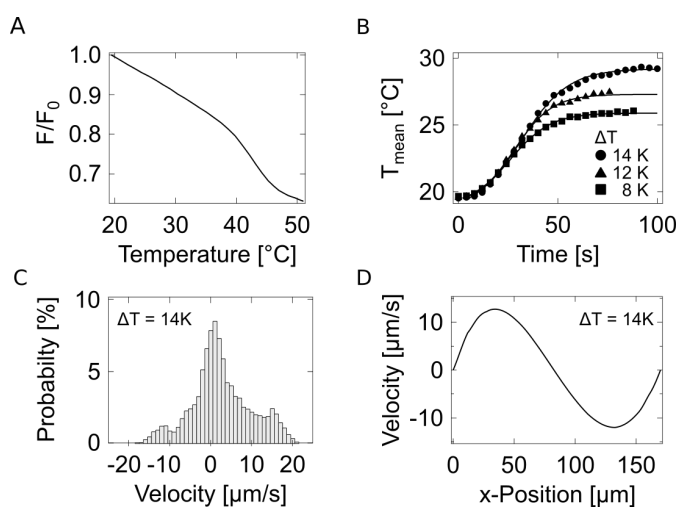 A
1.0
0.9
0.8
0.7
F/F0
20 30 40 50
Temperature [°C]
B
30
25
20
Tmean [°C]
ΔT
14 K
12 K
8 K
0 50 100
Time [s]
C
10
5
0
Probabilty [%]
ΔT = 14K
-20 -10 0 10 20
Velocity [µm/s]
D
10
0
-10
Velocity [µm/s]
ΔT = 14K
0 50 100 150
x-Position [µm]